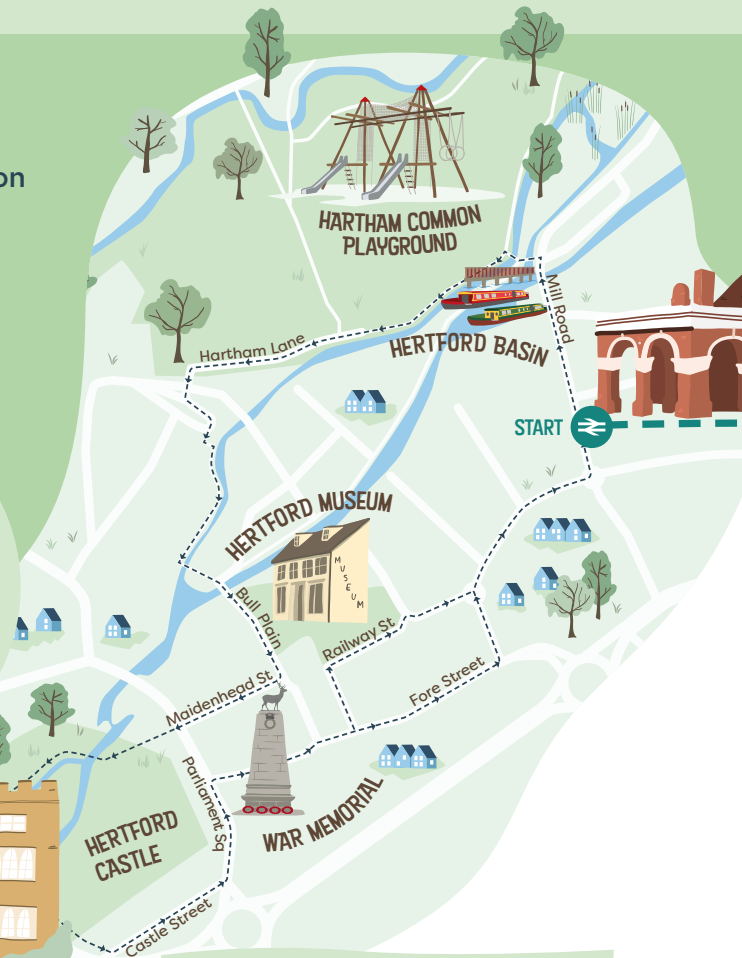 on
HARTHAM COMMON
PLAYGROUND
Mill Road
Hartham Lane
HERTFORD BASIN
START
HERTFORD MUSEUM
MUSEUM
Bull Plain
Railway St
Fore Street
Maidenhead St
Parliament Sq
WAR MEMORIAL
HERTFORD
CASTLE
Castle Street